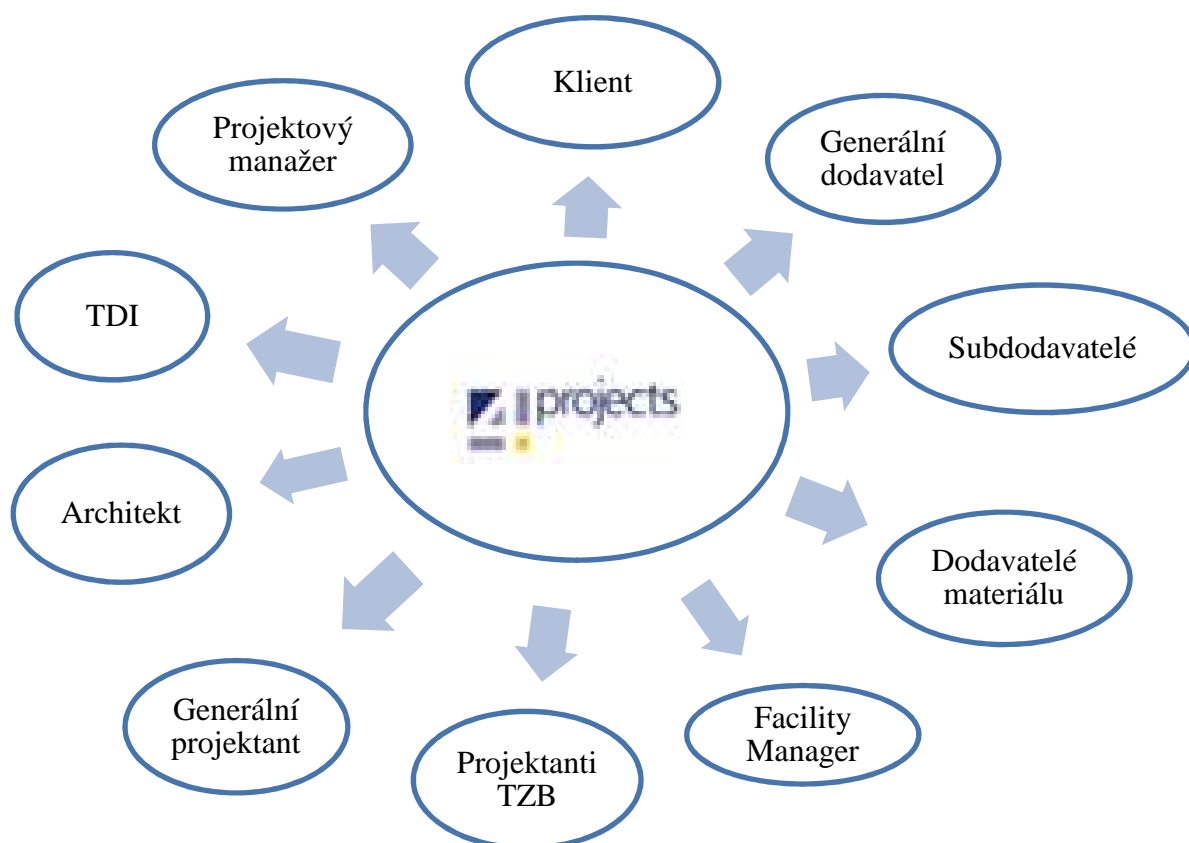 Klient
Projektový
manažer
Generální
dodavatel
TDI
Subdodavatelé
projects
Architekt
Dodavatelé
materiálu
Generální
projektant
Facility
Manager
Projektanti
TZB